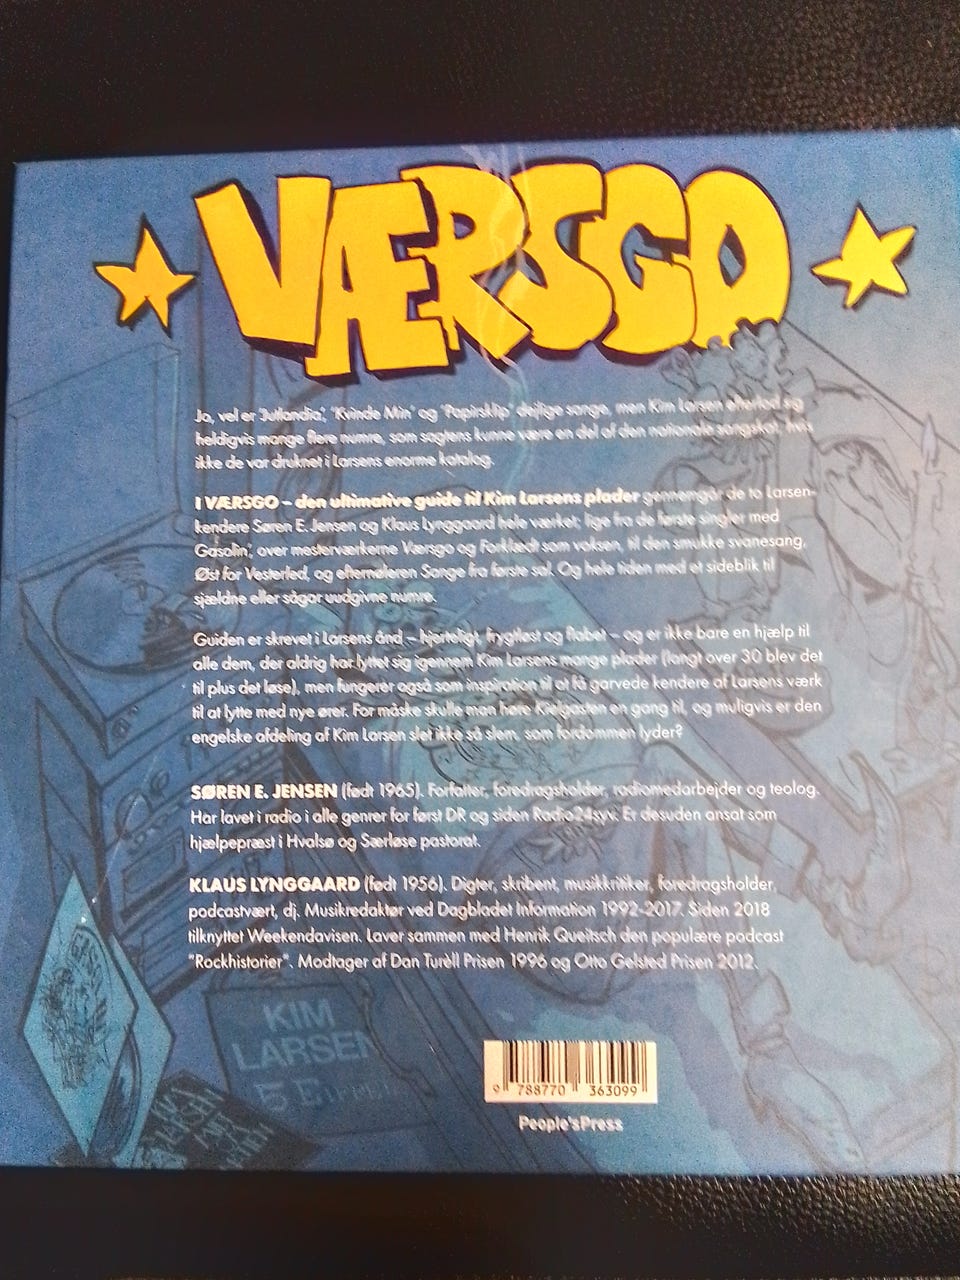 VÆRSGO
Jo, vel er 'Jutlandia', 'Kvinde Min' og 'Papirsklip' dejlige sange, men Kim Larsen efterlod sig
heldigvis mange flere numre, som sagtens kunne være en del af den nationale sangskat, hvis
ikke de var druknet i Larsens enorme katalog.
I VÆRSGO – den ultimative guide til Kim Larsens plader gennemgår de to Larsen-
kendere Søren E. Jensen og Klaus Lynggaard hele værket; lige fra de første singler med
Gasolin', over mesterværkerne Værsgo og Forklædt som voksen, til den smukke svanesang,
Øst for Vesterled, og efternøleren Sange fra første sal. Og hele tiden med et sideblik til
sjældne eller sågar uudgivne numre.
Guiden er skrevet i Larsens ånd – hjerteligt, frygtløst og flabet – og er ikke bare en hjælp til
alle dem, der aldrig har lyttet sig igennem Kim Larsens mange plader (langt over 30 blev det
til plus det løse), men fungerer også som inspiration til at få garvede kendere af Larsens værk
til at lytte med nye ører. For måske skulle man høre Kielgasten en gang til, og muligvis er den
engelske afdeling af Kim Larsen slet ikke så slem, som fordommen lyder?
SØREN E. JENSEN (født 1965). Forfatter, foredragsholder, radiomedarbejder og teolog.
Har lavet i radio i alle genrer for først DR og siden Radio24syv. Er desuden ansat som
hjælpepræst i Hvalsø og Særløse pastorat.
KLAUS LYNGGAARD (født 1956). Digter, skribent, musikkritiker, foredragsholder,
podcastvært, dj. Musikredaktør ved Dagbladet Information 1992-2017. Siden 2018
tilknyttet Weekendavisen. Laver sammen med Henrik Queitsch den populære podcast
"Rockhistorier". Modtager af Dan Turèll Prisen 1996 og Otto Gelsted Prisen 2012.
KIM
LARSEN
9 788770 363099
People'sPress